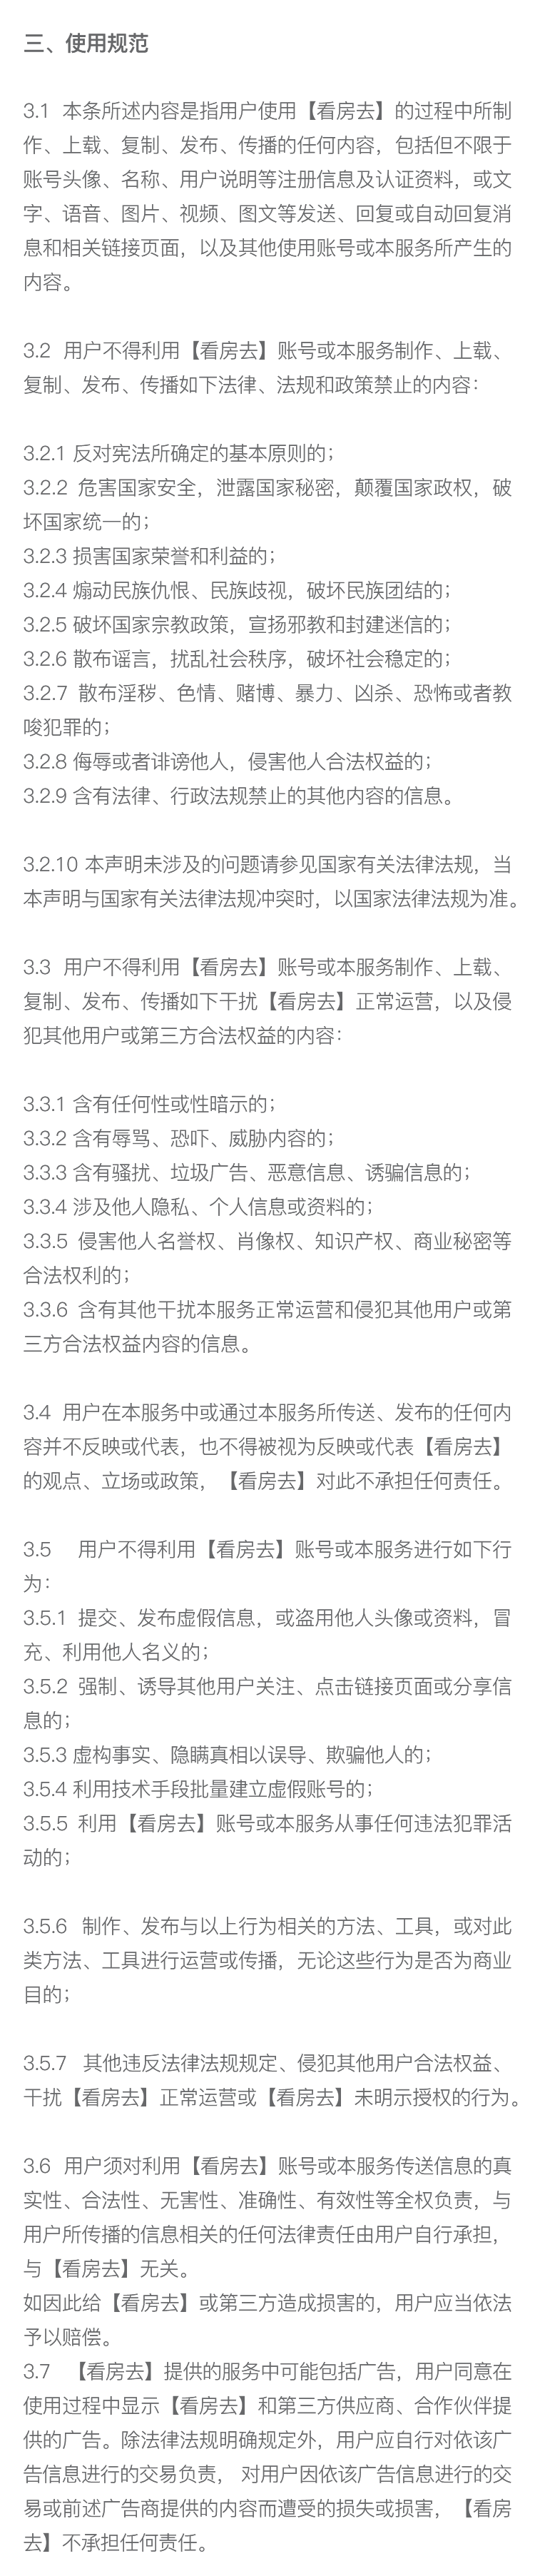 三、使用规范
3.1 本条所述内容是指用户使用【看房去】的过程中所制
作、上载、复制、发布、传播的任何内容，包括但不限于
账号头像、名称、用户说明等注册信息及认证资料，或文
字、语音、图片、视频、图文等发送、回复或自动回复消
息和相关链接页面，以及其他使用账号或本服务所产生的
内容。
3.2 用户不得利用【看房去】账号或本服务制作、上载、
复制、发布、传播如下法律、法规和政策禁止的内容：
3.2.1 反对宪法所确定的基本原则的；
3.2.2 危害国家安全，泄露国家秘密，颠覆国家政权，破
坏国家统一的；
3.2.3 损害国家荣誉和利益的；
3.2.4 煽动民族仇恨、民族歧视，破坏民族团结的；
3.2.5 破坏国家宗教政策，宣扬邪教和封建迷信的；
3.2.6 散布谣言，扰乱社会秩序，破坏社会稳定的；
3.2.7 散布淫秽、色情、赌博、暴力、凶杀、恐怖或者教
唆犯罪的；
3.2.8 侮辱或者诽谤他人，侵害他人合法权益的；
3.2.9 含有法律、行政法规禁止的其他内容的信息。
3.2.10 本声明未涉及的问题请参见国家有关法律法规，当
本声明与国家有关法律法规冲突时，以国家法律法规为准。
3.3 用户不得利用【看房去】账号或本服务制作、上载、
复制、发布、传播如下干扰【看房去】正常运营，以及侵
犯其他用户或第三方合法权益的内容：
3.3.1 含有任何性或性暗示的；
3.3.2 含有辱骂、恐吓、威胁内容的；
3.3.3 含有骚扰、垃圾广告、恶意信息、诱骗信息的；
3.3.4 涉及他人隐私、个人信息或资料的；
3.3.5 侵害他人名誉权、肖像权、知识产权、商业秘密等
合法权利的；
3.3.6 含有其他干扰本服务正常运营和侵犯其他用户或第
三方合法权益内容的信息。
3.4 用户在本服务中或通过本服务所传送、发布的任何内
容并不反映或代表，也不得被视为反映或代表【看房去】
的观点、立场或政策，【看房去】对此不承担任何责任。
3.5 用户不得利用【看房去】账号或本服务进行如下行
为：
3.5.1 提交、发布虚假信息，或盗用他人头像或资料，冒
充、利用他人名义的；
3.5.2 强制、诱导其他用户关注、点击链接页面或分享信
息的；
3.5.3 虚构事实、隐瞒真相以误导、欺骗他人的；
3.5.4 利用技术手段批量建立虚假账号的；
3.5.5 利用【看房去】账号或本服务从事任何违法犯罪活
动的；
3.5.6 制作、发布与以上行为相关的方法、工具，或对此
类方法、工具进行运营或传播，无论这些行为是否为商业
目的；
3.5.7 其他违反法律法规规定、侵犯其他用户合法权益、
干扰【看房去】正常运营或【看房去】未明示授权的行为。
3.6 用户须对利用【看房去】账号或本服务传送信息的真
实性、合法性、无害性、准确性、有效性等全权负责，与
用户所传播的信息相关的任何法律责任由用户自行承担，
与【看房去】无关。
如因此给【看房去】或第三方造成损害的，用户应当依法
予以赔偿。
3.7 【看房去】提供的服务中可能包括广告，用户同意在
使用过程中显示【看房去】和第三方供应商、合作伙伴提
供的广告。除法律法规明确规定外，用户应自行对依该广
告信息进行的交易负责， 对用户因依该广告信息进行的交
易或前述广告商提供的内容而遭受的损失或损害，【看房
去】不承担任何责任。